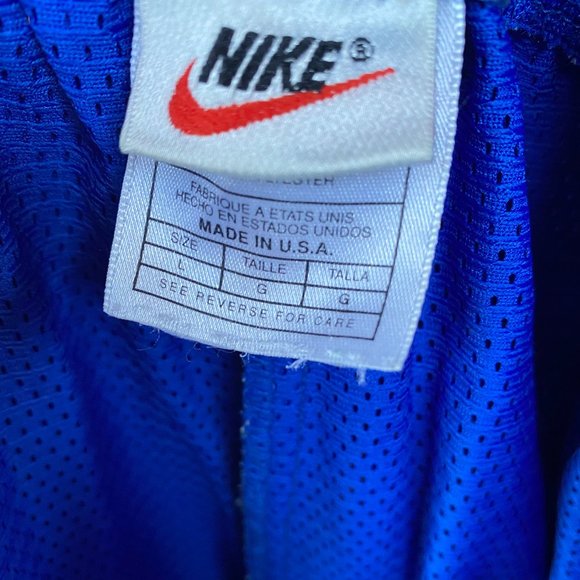 NIKE®
FABRIQUE A ETATS UNIS
HECHO EN ESTADOS UNIDOS
MADE IN U.S.A.
SIZE TAILLE TALLA
L G G
SEE REVERSE FOR CARE